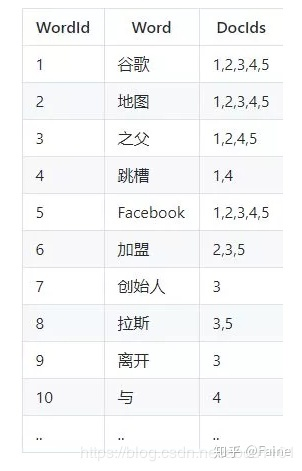 WordId Word DocIds
1 谷歌 1,2,3,4,5
2 地图 1,2,3,4,5
3 之父 1,2,4,5
4 跳槽 1,4
5 Facebook 1,2,3,4,5
6 加盟 2,3,5
7 创始人 3
8 拉斯 3,5
9 离开 3
10 与 4
.. .. ..
知乎 @Faine